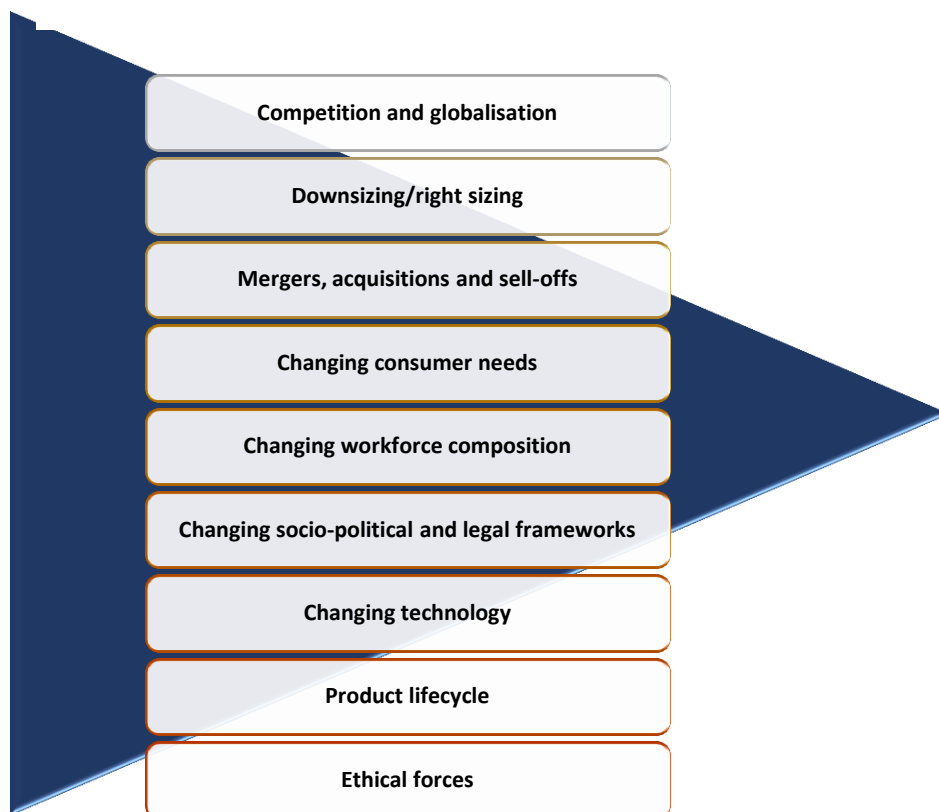 Competition and globalisation
Downsizing/right sizing
Mergers, acquisitions and sell-offs
Changing consumer needs
Changing workforce composition
Changing socio-political and legal frameworks
Changing technology
Product lifecycle
Ethical forces